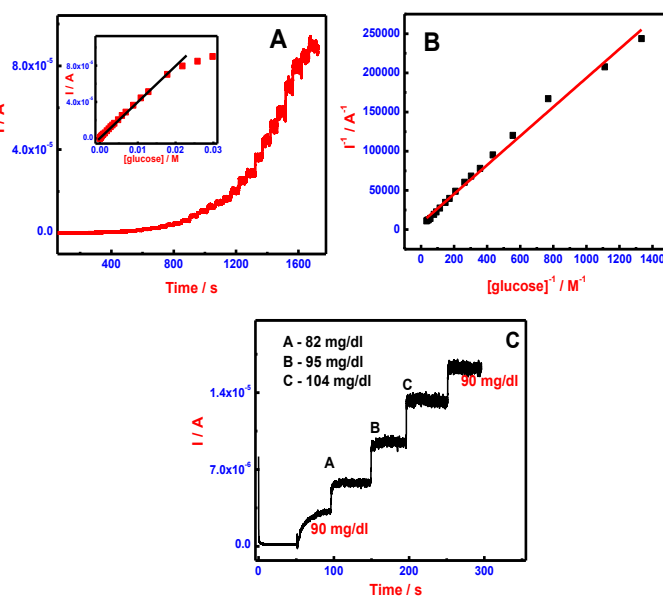 A
8.0x10⁻⁵
4.0x10⁻⁵
0.0
I / A
400 800 1200 1600
Time / s
I / A
8.0x10⁻⁵
4.0x10⁻⁵
0.0
0.00 0.01 0.02 0.03
[glucose] / M
B
250000
200000
150000
100000
50000
0
I⁻¹ / A⁻¹
0 200 400 600 800 1000 1200 1400
[glucose]⁻¹ / M⁻¹
C
A - 82 mg/dl
B - 95 mg/dl
C - 104 mg/dl
1.4x10⁻⁵
7.0x10⁻⁶
0.0
I / A
A
B
C
90 mg/dl
90 mg/dl
0 100 200 300
Time / s